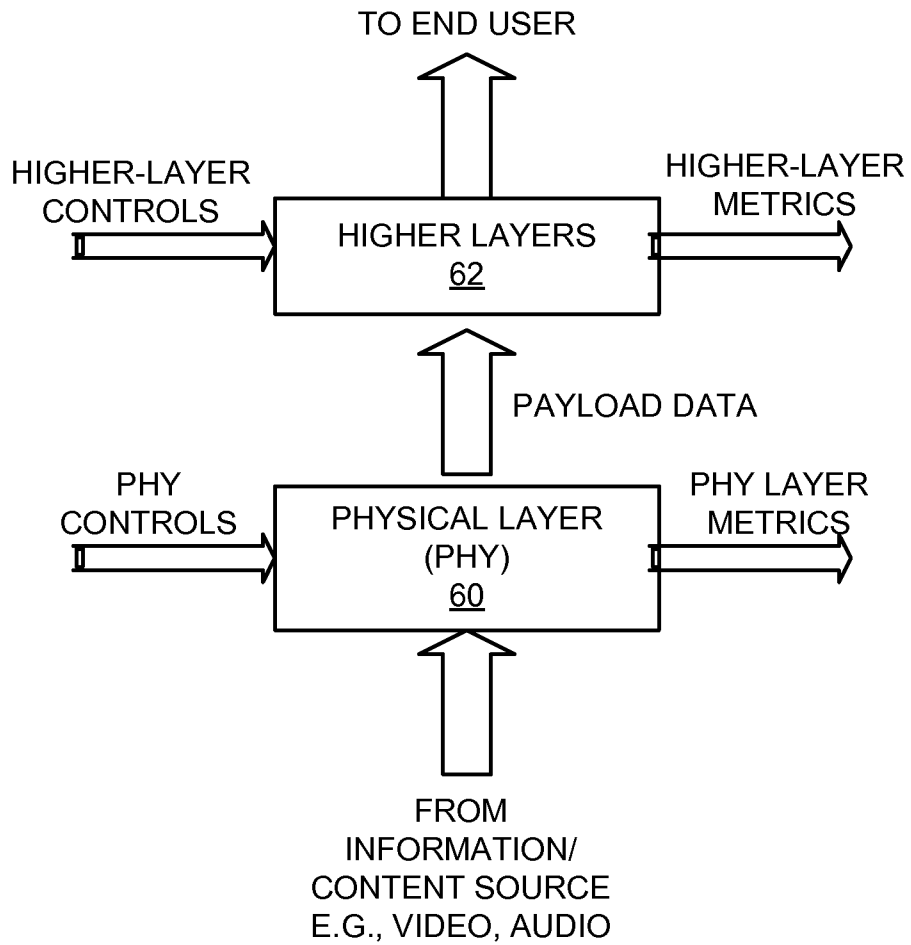 TO END USER
HIGHER-LAYER
CONTROLS
HIGHER-LAYER
METRICS
HIGHER LAYERS
62
PAYLOAD DATA
PHY
CONTROLS
PHYSICAL LAYER
(PHY)
60
PHY LAYER
METRICS
FROM
INFORMATION/
CONTENT SOURCE
E.G., VIDEO, AUDIO